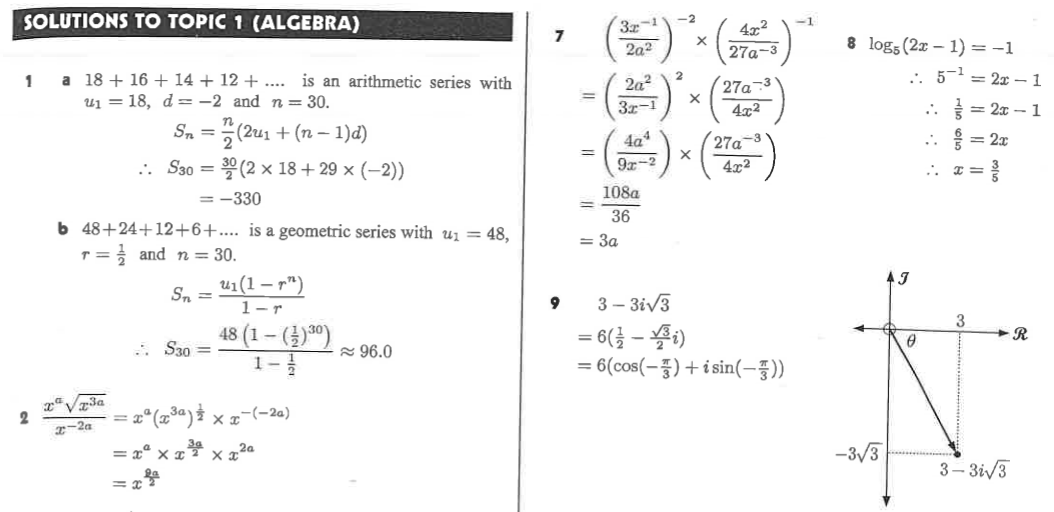 SOLUTIONS TO TOPIC 1 (ALGEBRA)
1 a 18 + 16 + 14 + 12 + .... is an arithmetic series with
u₁ = 18, d = −2 and n = 30.
Sₙ = n/2(2u₁ + (n − 1)d)
∴ S₃₀ = 30/2(2 × 18 + 29 × (−2))
= −330
b 48+24+12+6+.... is a geometric series with u₁ = 48,
r = 1/2 and n = 30.
Sₙ = u₁(1 − rⁿ)/(1 − r)
∴ S₃₀ = 48(1 − (1/2)³⁰)/(1 − 1/2) ≈ 96.0
2 xᵃ√(x³ᵃ)/x⁻²ᵃ = xᵃ(x³ᵃ)^(1/2) × x^(−(−2a))
= xᵃ × x^(3a/2) × x²ᵃ
= x^(9a/2)
7 (3x⁻¹/2a²)⁻² × (4x²/27a⁻³)⁻¹
= (2a²/3x⁻¹)² × (27a⁻³/4x²)
= (4a⁴/9x⁻²) × (27a⁻³/4x²)
= 108a/36
= 3a
8 log₅(2x − 1) = −1
∴ 5⁻¹ = 2x − 1
∴ 1/5 = 2x − 1
∴ 6/5 = 2x
∴ x = 3/5
9 3 − 3i√3
= 6(1/2 − √3/2 i)
= 6(cos(−π/3) + i sin(−π/3))
ℐ
3
ℛ
θ
−3√3
3 − 3i√3